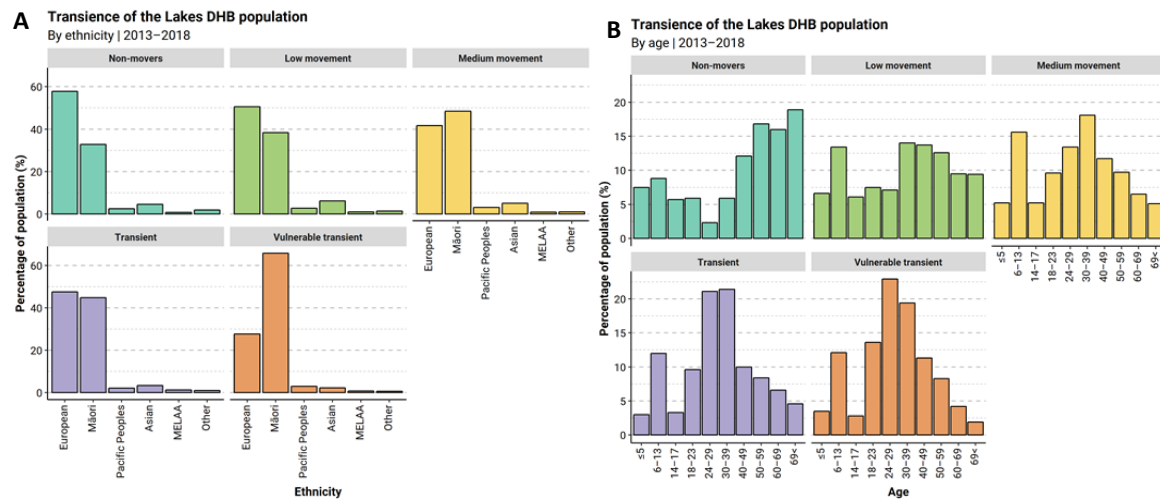 A
Transience of the Lakes DHB population
By ethnicity | 2013–2018
Non-movers
Low movement
Medium movement
60
40
20
0
Transient
Vulnerable transient
60
40
20
0
Percentage of population (%)
European
Māori
Pacific Peoples
Asian
MELAA
Other
European
Māori
Pacific Peoples
Asian
MELAA
Other
European
Māori
Pacific Peoples
Asian
MELAA
Other
Ethnicity
B
Transience of the Lakes DHB population
By age | 2013–2018
Non-movers
Low movement
Medium movement
20
15
10
5
0
Transient
Vulnerable transient
20
15
10
5
0
Percentage of population (%)
≤5
6–13
14–17
18–23
24–29
30–39
40–49
50–59
60–69
69<
≤5
6–13
14–17
18–23
24–29
30–39
40–49
50–59
60–69
69<
≤5
6–13
14–17
18–23
24–29
30–39
40–49
50–59
60–69
69<
Age